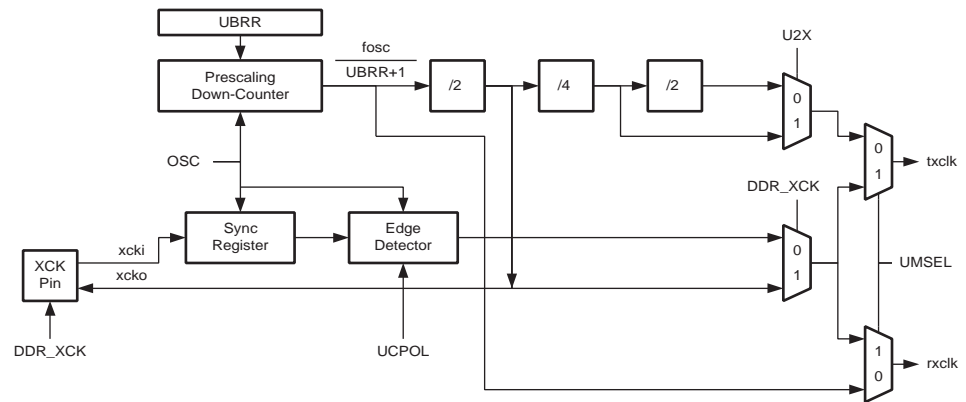 UBRR
fosc
U2X
Prescaling
Down-Counter
UBRR+1
/2
/4
/2
0
1
OSC
0
1
txclk
DDR_XCK
Sync
Register
Edge
Detector
xcki
0
1
XCK
Pin
xcko
UMSEL
DDR_XCK
UCPOL
1
0
rxclk